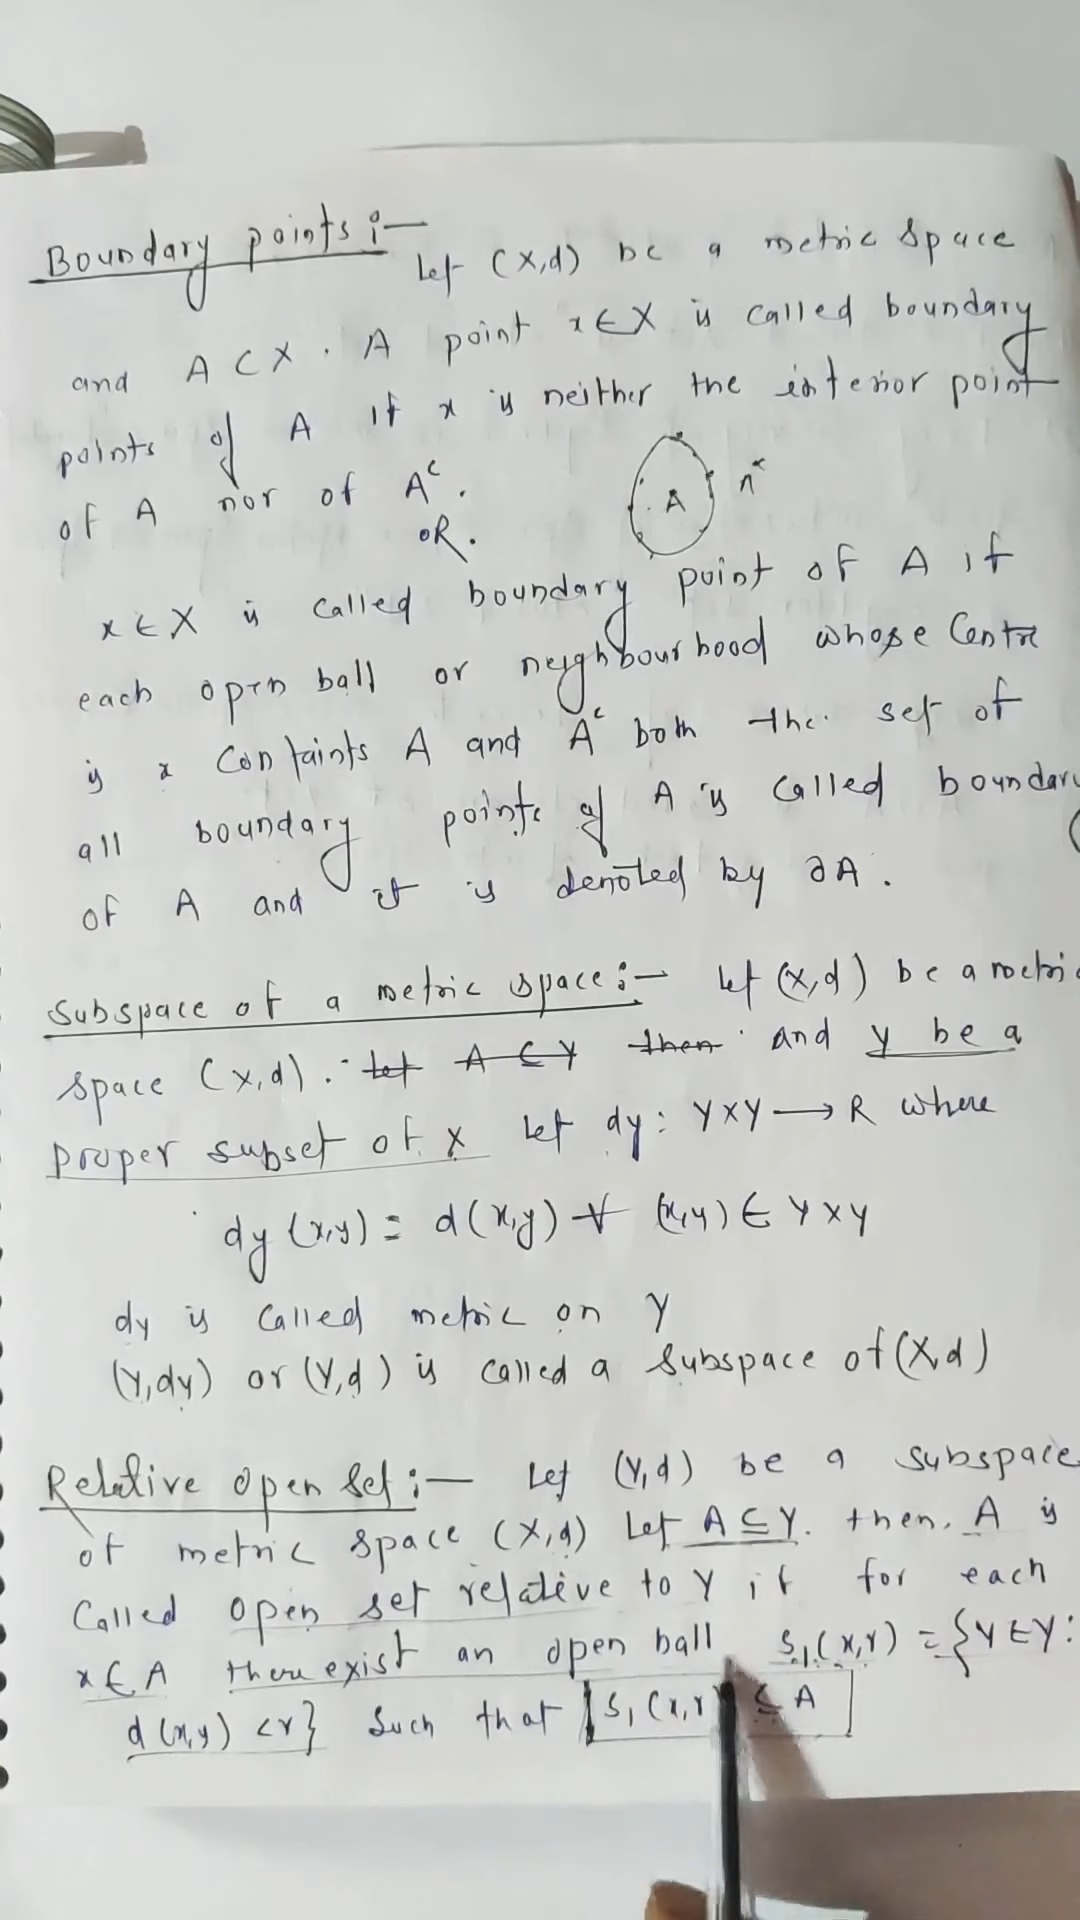 Boundary points :-
Let (X,d) be a metric space
and A ⊂ X . A point x ∈ X is called boundary
points of A if x is neither the interior point
of A nor of Aᶜ.
A
OR.
x ∈ X is called boundary point of A if
each open ball or neighbourhood whose Centre
is x Containts A and Aᶜ both the set of
all boundary points of A is called boundary
of A and it is denoted by ∂A .
Subspace of a metric space :- Let (X,d) be a metric
space (X,d) . Let A ⊆ Y then and y be a
proper subset of X Let dy : Y×Y → R where
dy (x,y) = d(x,y) ∀ (x,y) ∈ Y×Y
dy is called metric on Y
(Y,dy) or (Y,d) is called a subspace of (X,d)
Relative open set :- Let (Y,d) be a subspace
of metric space (X,d) Let A ⊆ Y. then, A is
Called open set relative to Y if for each
x ∈ A there exist an open ball S₁(x,r) = {Y ∈ Y :
d(x,y) < r} Such that S₁(x,r) ⊆ A